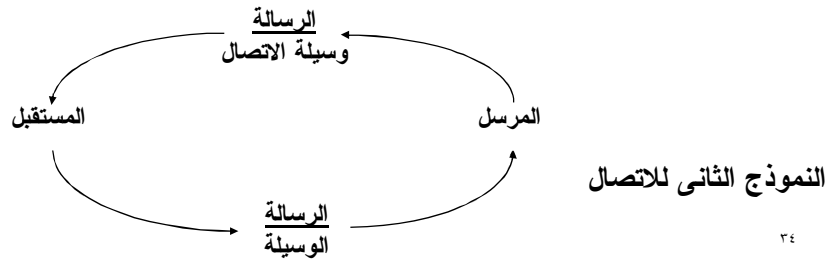 الرسالة
وسيلة الاتصال
المرسل
المستقبل
النموذج الثانى للاتصال
الرسالة
الوسيلة
٣٤